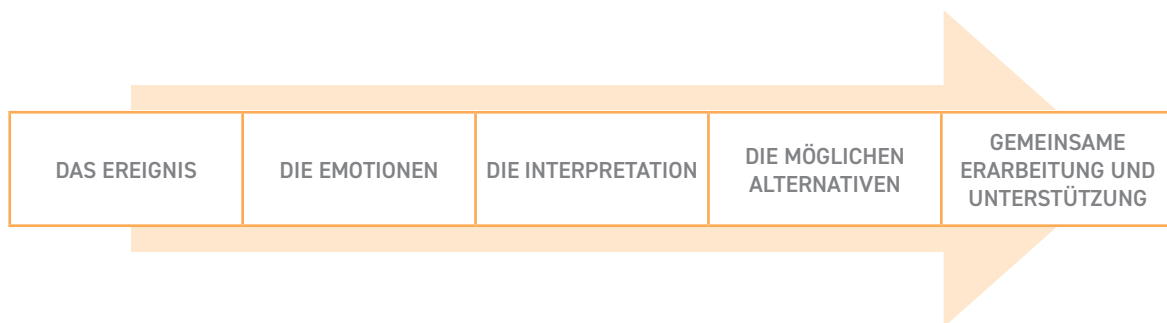 DAS EREIGNIS
DIE EMOTIONEN
DIE INTERPRETATION
DIE MÖGLICHEN
ALTERNATIVEN
GEMEINSAME
ERARBEITUNG UND
UNTERSTÜTZUNG